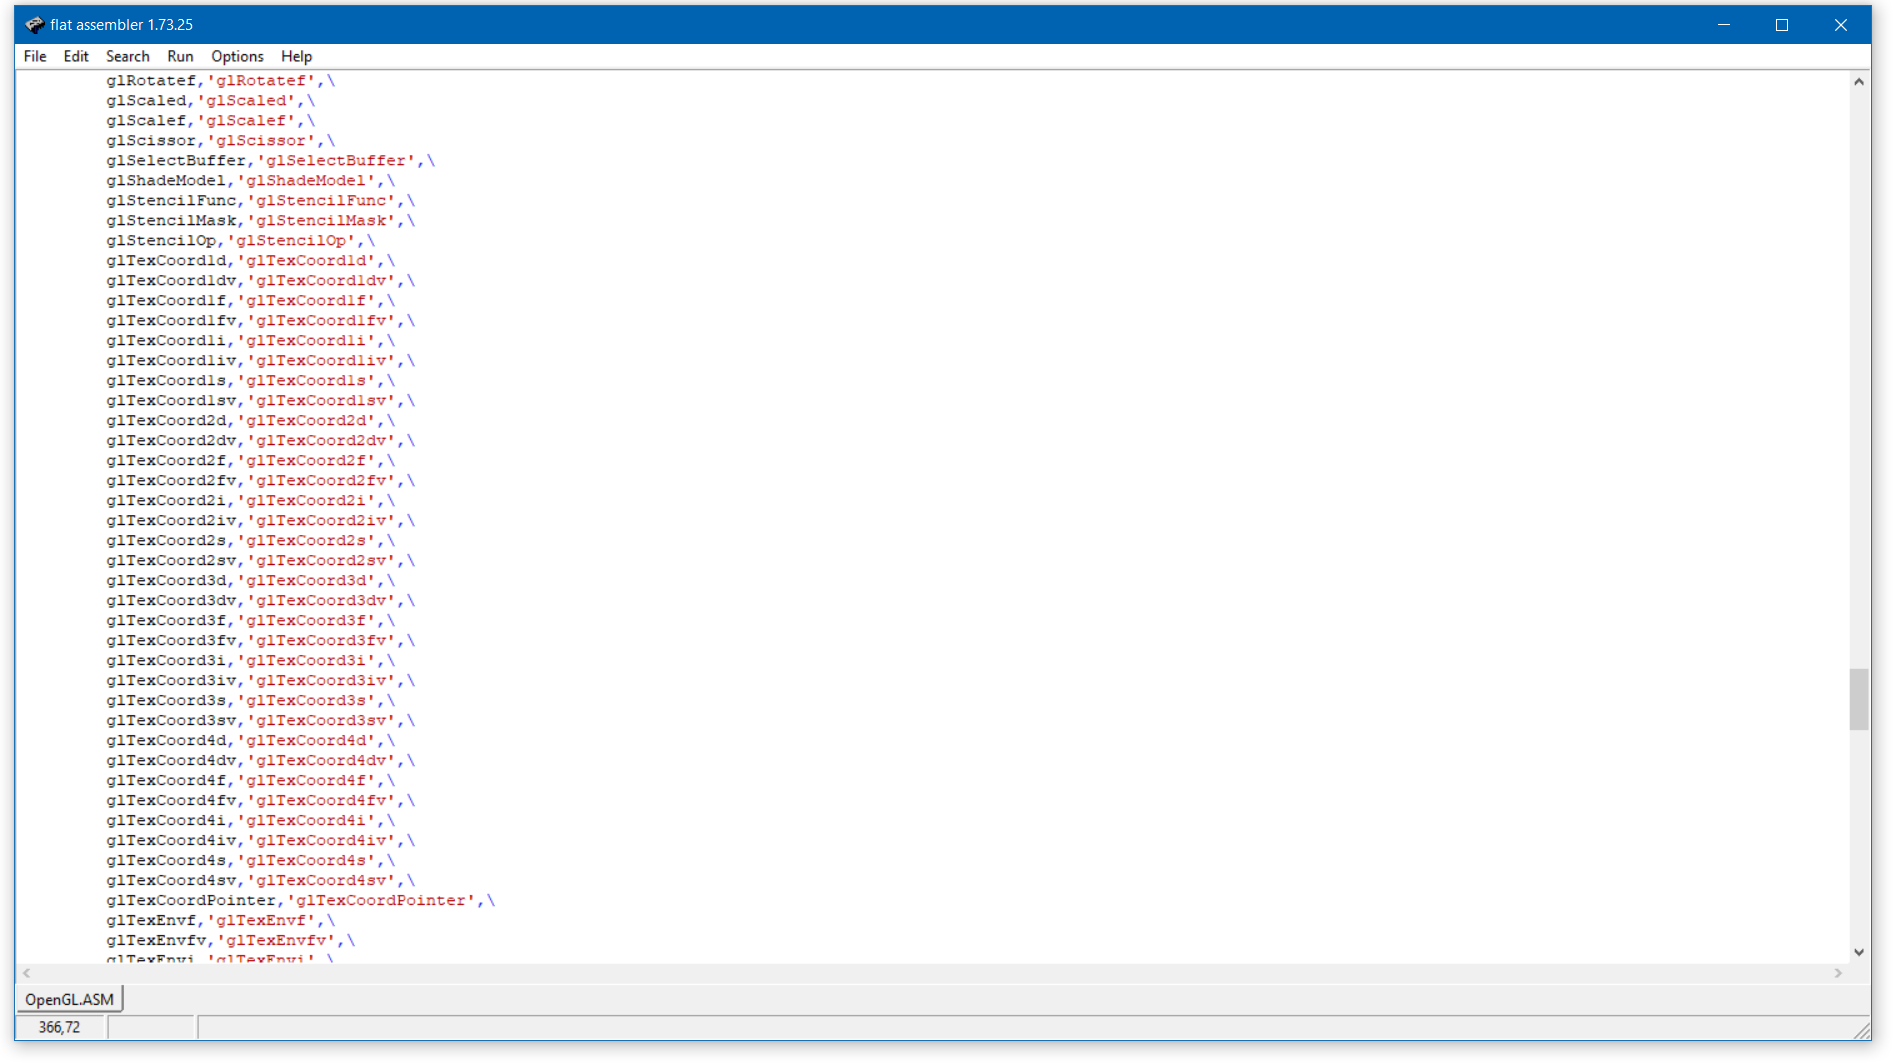 flat assembler 1.73.25
File Edit Search Run Options Help
glRotatef,'glRotatef',\
glScaled,'glScaled',\
glScalef,'glScalef',\
glScissor,'glScissor',\
glSelectBuffer,'glSelectBuffer',\
glShadeModel,'glShadeModel',\
glStencilFunc,'glStencilFunc',\
glStencilMask,'glStencilMask',\
glStencilOp,'glStencilOp',\
glTexCoord1d,'glTexCoord1d',\
glTexCoord1dv,'glTexCoord1dv',\
glTexCoord1f,'glTexCoord1f',\
glTexCoord1fv,'glTexCoord1fv',\
glTexCoord1i,'glTexCoord1i',\
glTexCoord1iv,'glTexCoord1iv',\
glTexCoord1s,'glTexCoord1s',\
glTexCoord1sv,'glTexCoord1sv',\
glTexCoord2d,'glTexCoord2d',\
glTexCoord2dv,'glTexCoord2dv',\
glTexCoord2f,'glTexCoord2f',\
glTexCoord2fv,'glTexCoord2fv',\
glTexCoord2i,'glTexCoord2i',\
glTexCoord2iv,'glTexCoord2iv',\
glTexCoord2s,'glTexCoord2s',\
glTexCoord2sv,'glTexCoord2sv',\
glTexCoord3d,'glTexCoord3d',\
glTexCoord3dv,'glTexCoord3dv',\
glTexCoord3f,'glTexCoord3f',\
glTexCoord3fv,'glTexCoord3fv',\
glTexCoord3i,'glTexCoord3i',\
glTexCoord3iv,'glTexCoord3iv',\
glTexCoord3s,'glTexCoord3s',\
glTexCoord3sv,'glTexCoord3sv',\
glTexCoord4d,'glTexCoord4d',\
glTexCoord4dv,'glTexCoord4dv',\
glTexCoord4f,'glTexCoord4f',\
glTexCoord4fv,'glTexCoord4fv',\
glTexCoord4i,'glTexCoord4i',\
glTexCoord4iv,'glTexCoord4iv',\
glTexCoord4s,'glTexCoord4s',\
glTexCoord4sv,'glTexCoord4sv',\
glTexCoordPointer,'glTexCoordPointer',\
glTexEnvf,'glTexEnvf',\
glTexEnvfv,'glTexEnvfv',\
glTexEnvi,'glTexEnvi',\
OpenGL.ASM
366,72